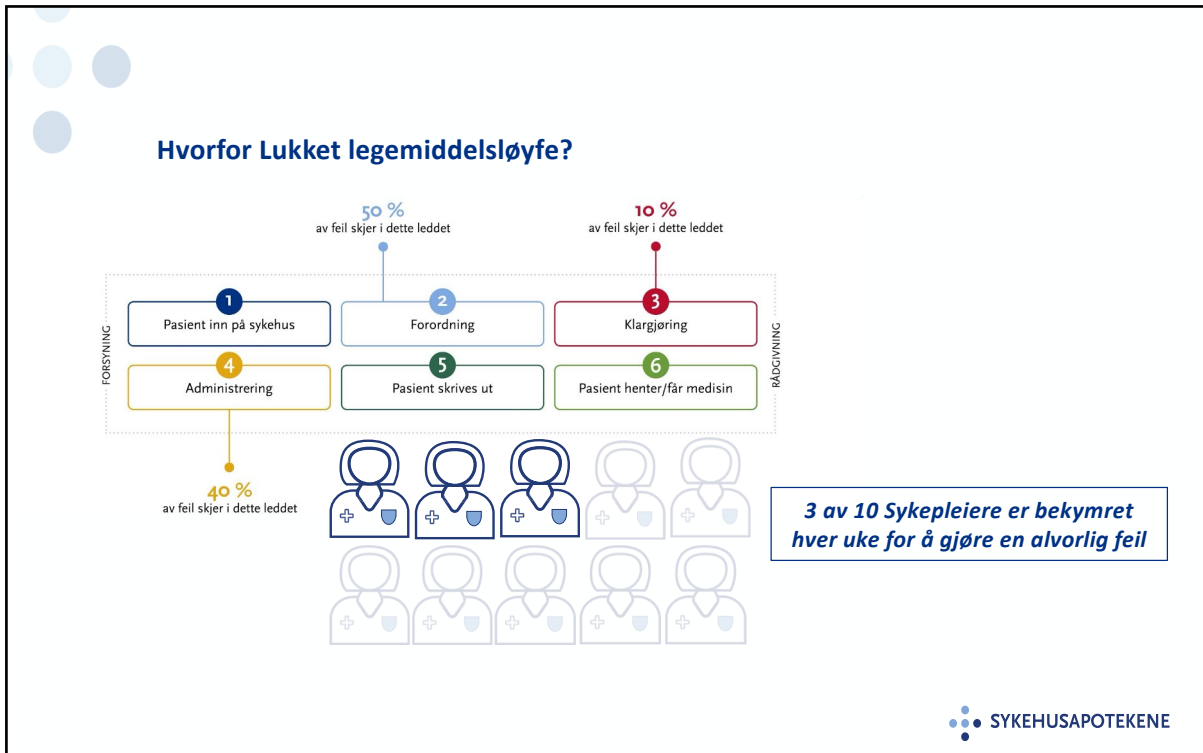 Hvorfor Lukket legemiddelsløyfe?
50 %
av feil skjer i dette leddet
10 %
av feil skjer i dette leddet
FORSYNING
1
Pasient inn på sykehus
2
Forordning
3
Klargjøring
RÅDGIVNING
4
Administrering
5
Pasient skrives ut
6
Pasient henter/får medisin
40 %
av feil skjer i dette leddet
3 av 10 Sykepleiere er bekymret
hver uke for å gjøre en alvorlig feil
SYKEHUSAPOTEKENE